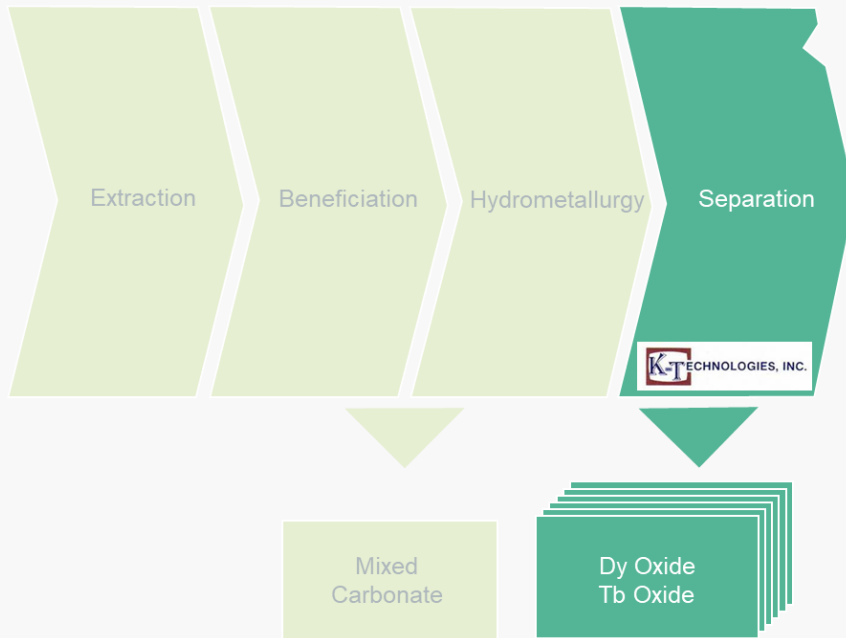 Extraction
Beneficiation
Hydrometallurgy
Separation
K-TECHNOLOGIES, INC.
Mixed
Carbonate
Dy Oxide
Tb Oxide